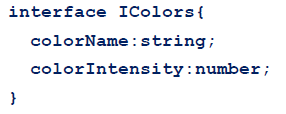 interface IColors{
colorName:string;
colorIntensity:number;
}